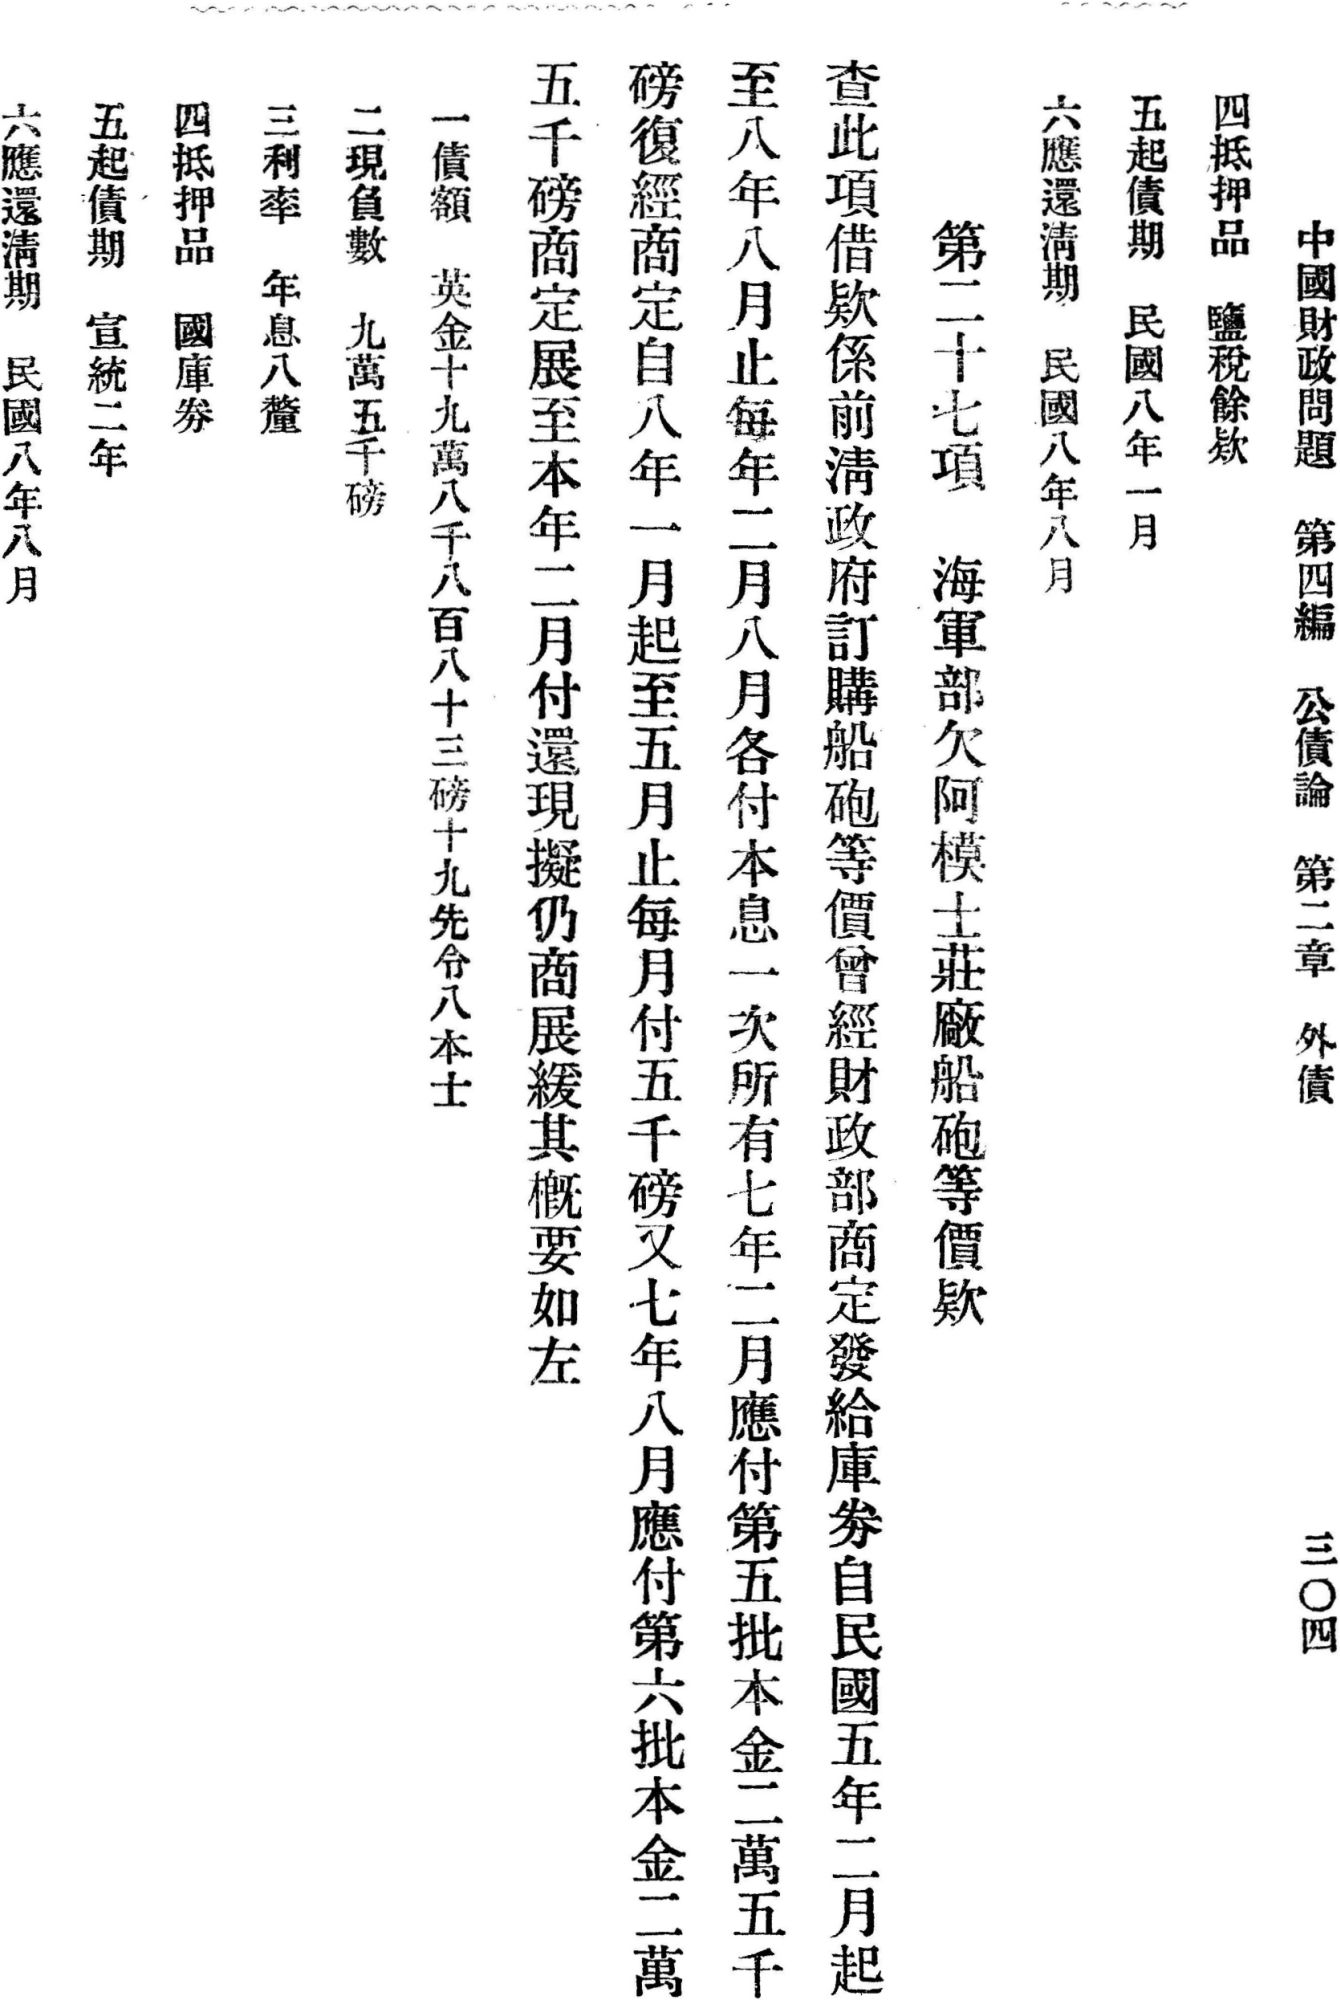 中國財政問題　第四編　公債論　第二章　外債　三〇四
四抵押品　鹽稅餘欵
五起債期　民國八年一月
六應還淸期　民國八年八月
第二十七項　海軍部欠阿模士莊廠船砲等價欵
查此項借欵係前淸政府訂購船砲等價曾經財政部商定發給庫劵自民國五年二月起
至八年八月止每年二月八月各付本息一次所有七年二月應付第五批本金二萬五千
磅復經商定自八年一月起至五月止每月付五千磅又七年八月應付第六批本金二萬
五千磅商定展至本年二月付還現擬仍商展緩其槪要如左
一債額　英金十九萬八千八百八十三磅十九先令八本士
二現負數　九萬五千磅
三利率　年息八釐
四抵押品　國庫劵
五起債期　宣統二年
六應還淸期　民國八年八月